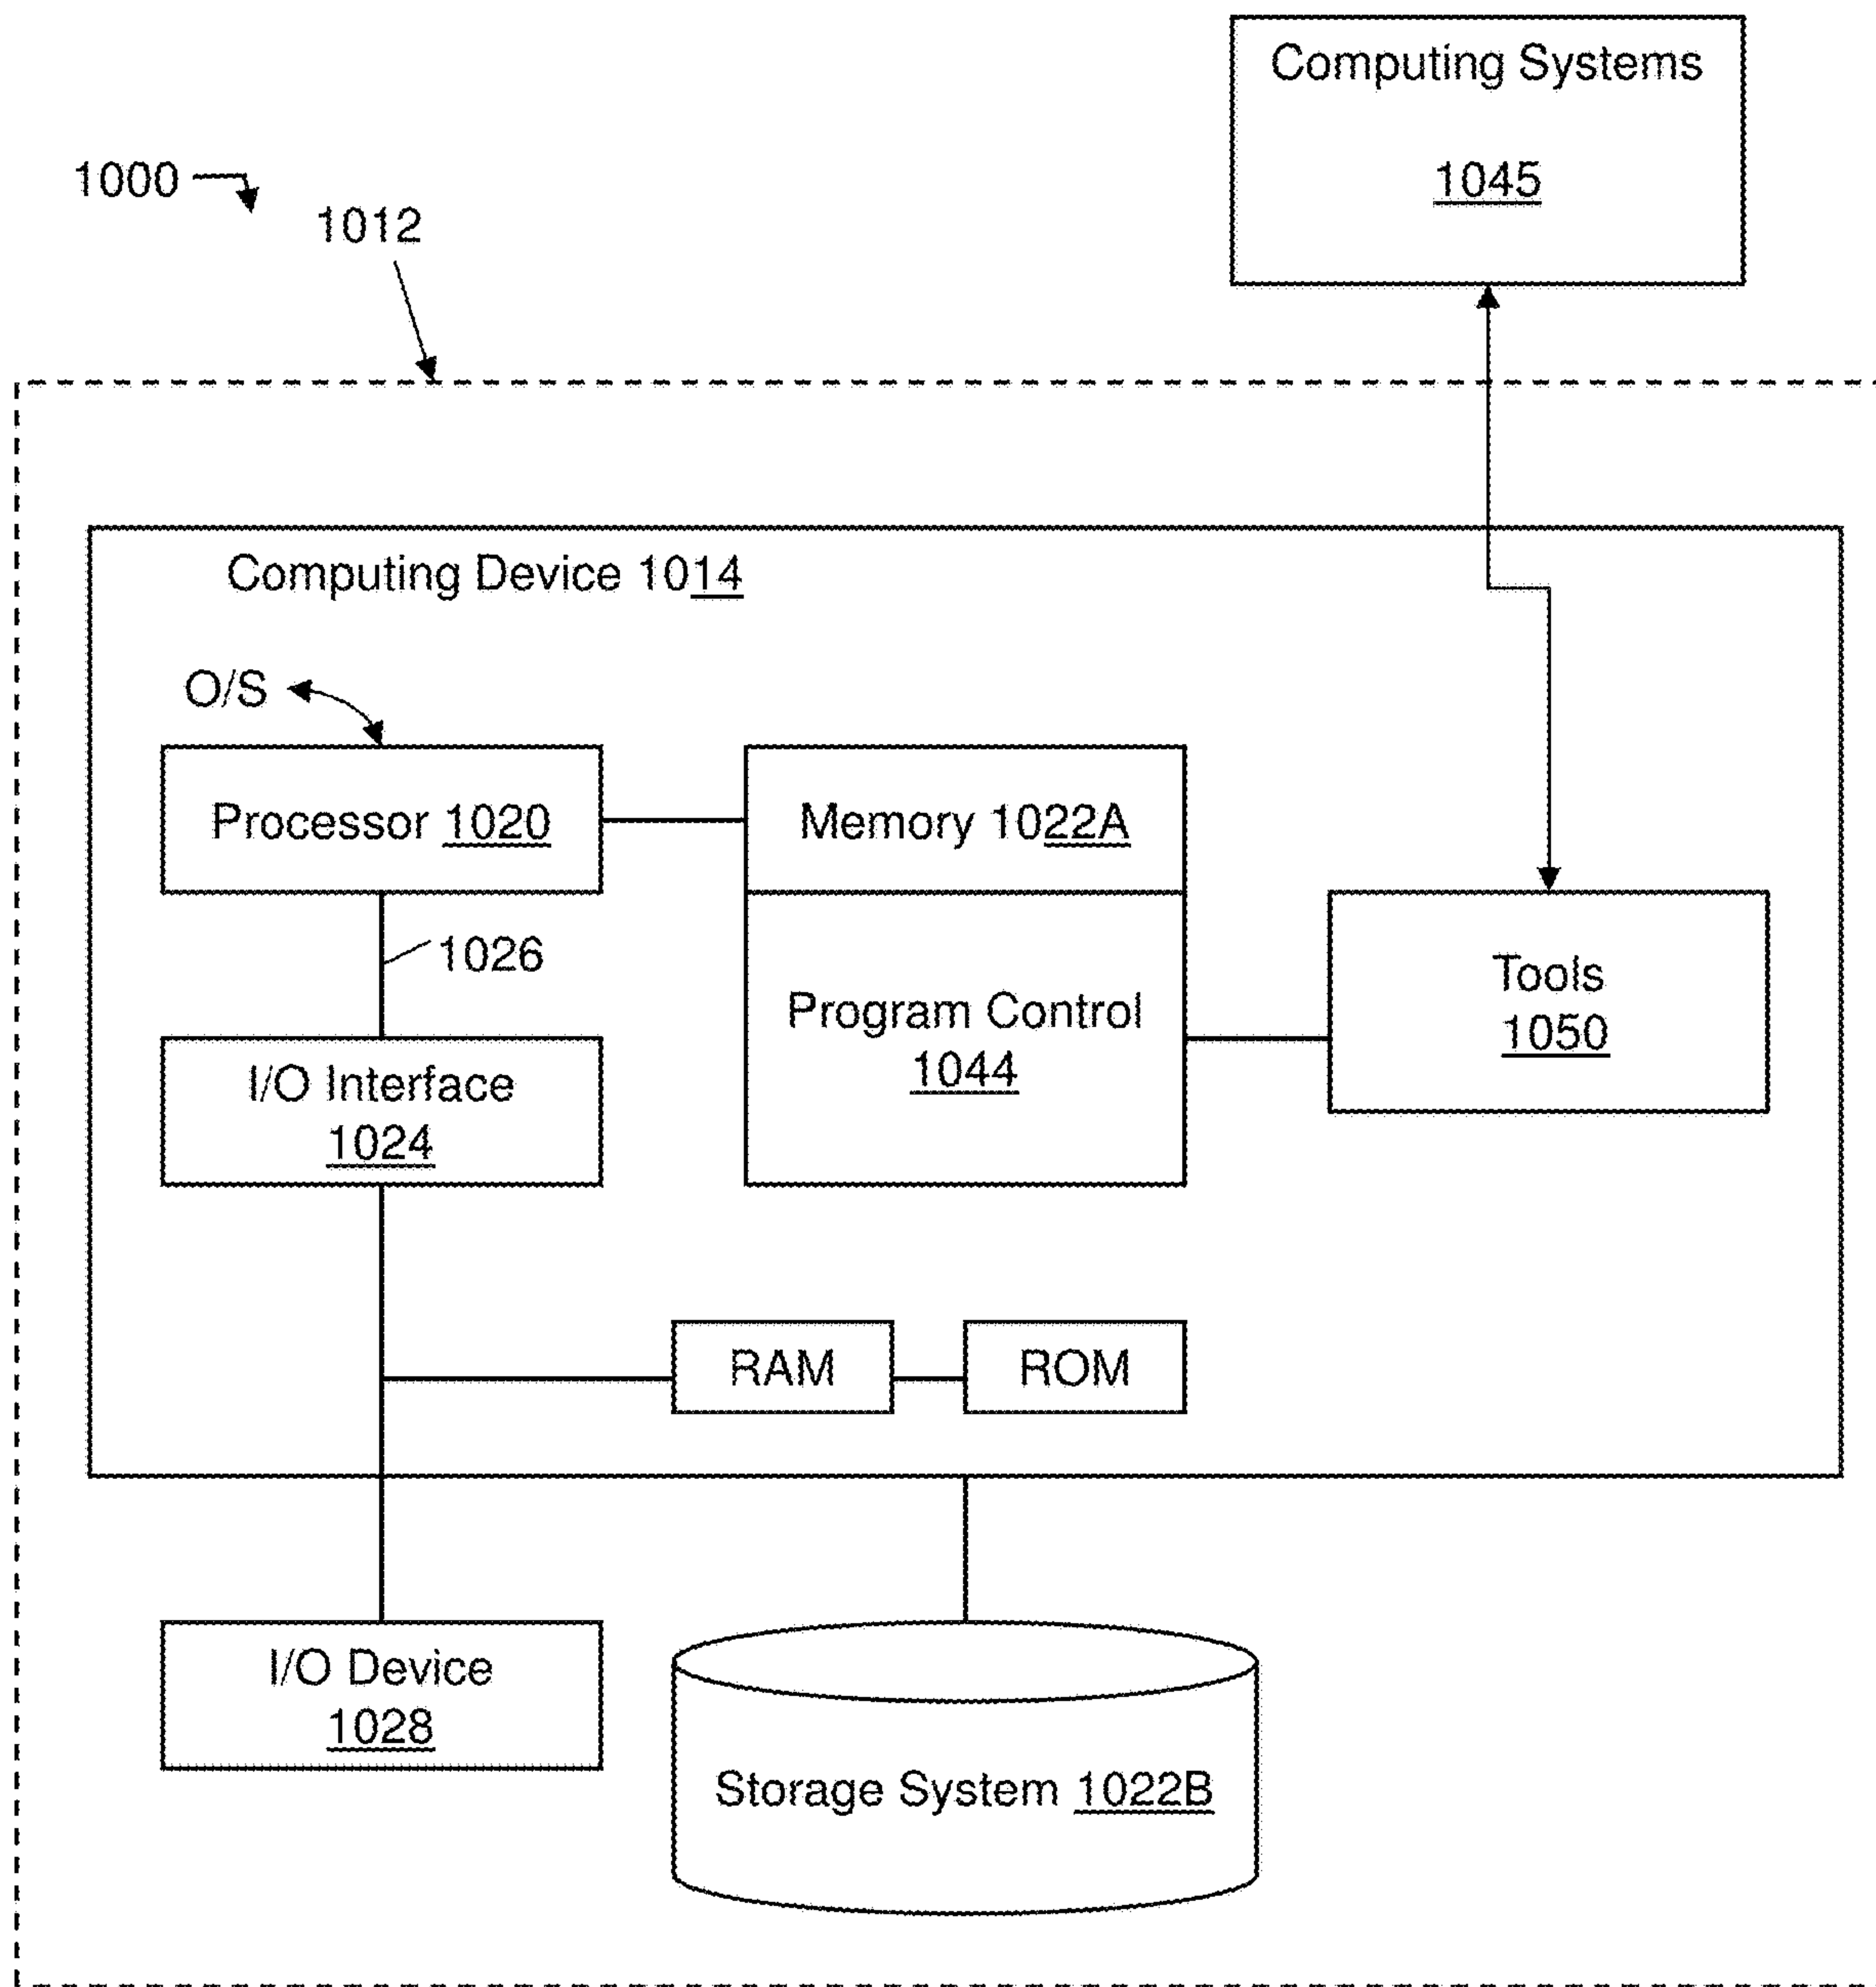 Computing Systems
1045
1000
1012
Computing Device 1014
O/S
Processor 1020
Memory 1022A
1026
Tools
1050
Program Control
1044
I/O Interface
1024
RAM
ROM
I/O Device
1028
Storage System 1022B